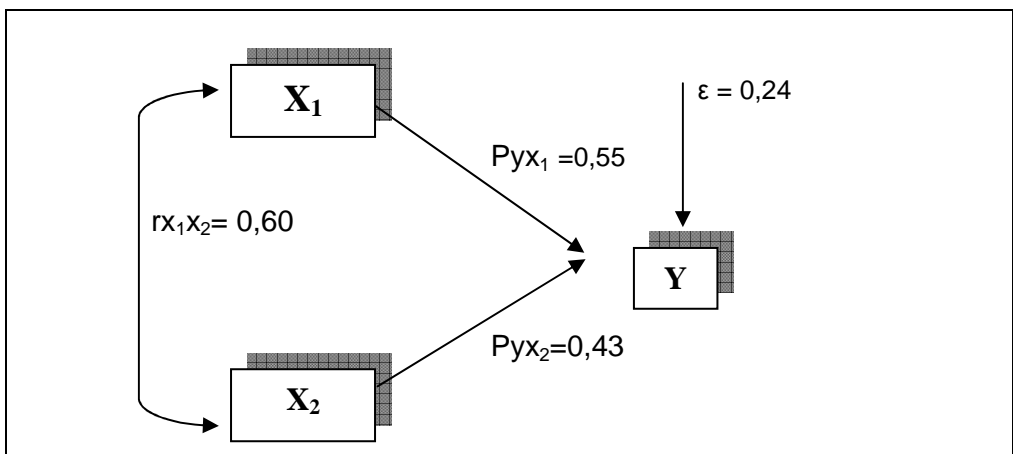 X₁
ε = 0,24
Pyx₁ =0,55
rx₁x₂= 0,60
Y
Pyx₂=0,43
X₂